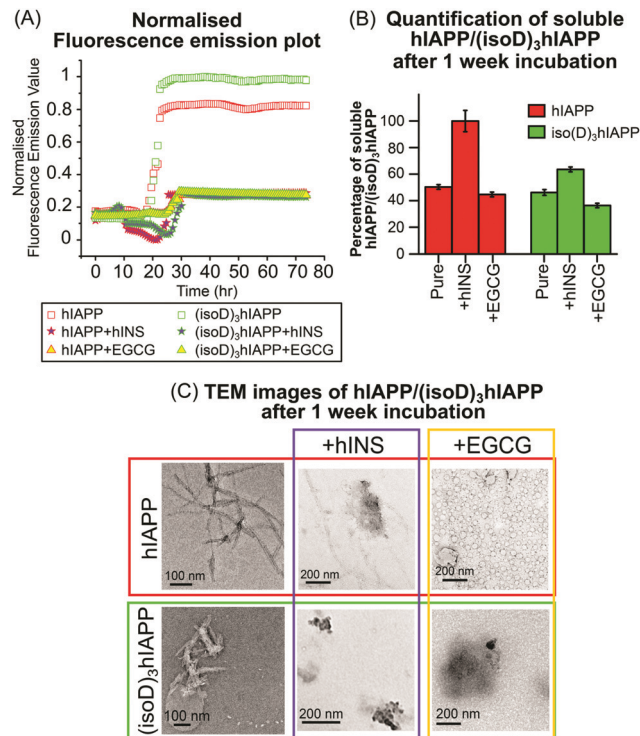 (A) Normalised
Fluorescence emission plot
Normalised
Fluorescence Emission Value
1
0.8
0.6
0.4
0.2
0
0 10 20 30 40 50 60 70 80
Time (hr)
hIAPP (isoD)3hIAPP
hIAPP+hINS (isoD)3hIAPP+hINS
hIAPP+EGCG (isoD)3hIAPP+EGCG
(B) Quantification of soluble
hIAPP/(isoD)3hIAPP
after 1 week incubation
Percentage of soluble
hIAPP/(isoD)3hIAPP
100
80
60
40
20
0
hIAPP
iso(D)3hIAPP
Pure +hINS +EGCG Pure +hINS +EGCG
(C) TEM images of hIAPP/(isoD)3hIAPP
after 1 week incubation
+hINS +EGCG
hIAPP
100 nm 200 nm 200 nm
(isoD)3hIAPP
100 nm 200 nm 200 nm